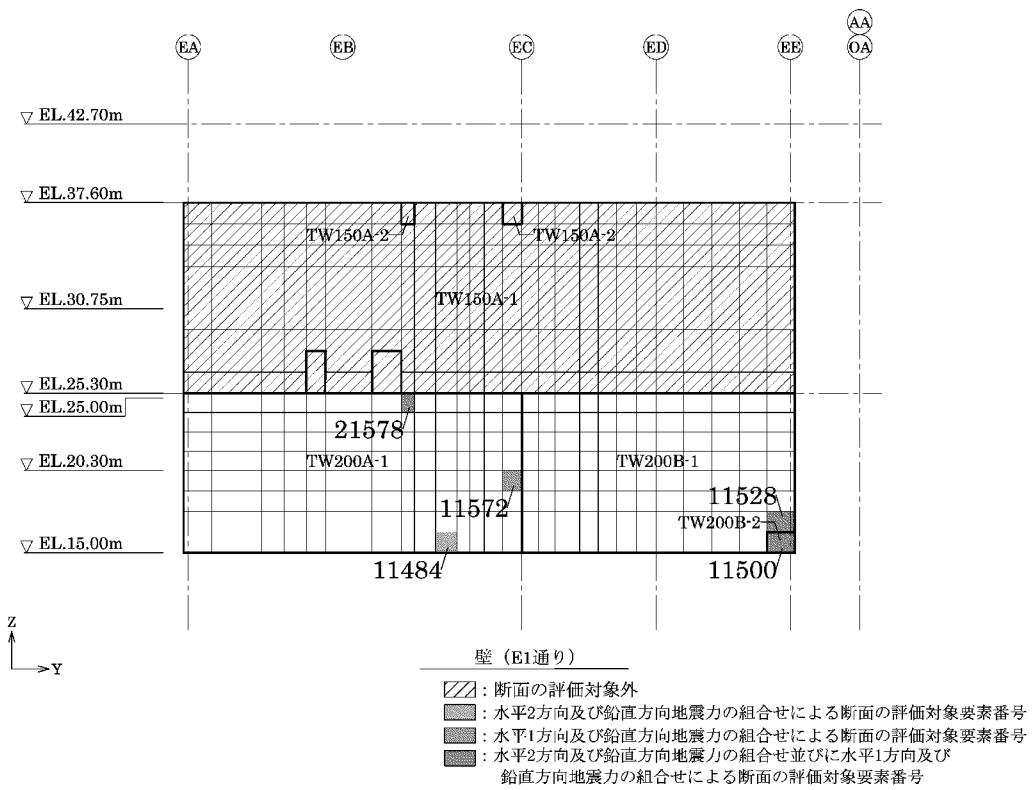 AA
EA EB EC ED EE OA
▽ EL.42.70m
▽ EL.37.60m
TW150A-2 TW150A-2
▽ EL.30.75m TW150A-1
▽ EL.25.30m
▽ EL.25.00m
21578
▽ EL.20.30m TW200A-1 TW200B-1
11572 11528
TW200B-2
▽ EL.15.00m
11484 11500
Z
Y
壁（E1通り）
：断面の評価対象外
：水平2方向及び鉛直方向地震力の組合せによる断面の評価対象要素番号
：水平1方向及び鉛直方向地震力の組合せによる断面の評価対象要素番号
：水平2方向及び鉛直方向地震力の組合せ並びに水平1方向及び
鉛直方向地震力の組合せによる断面の評価対象要素番号